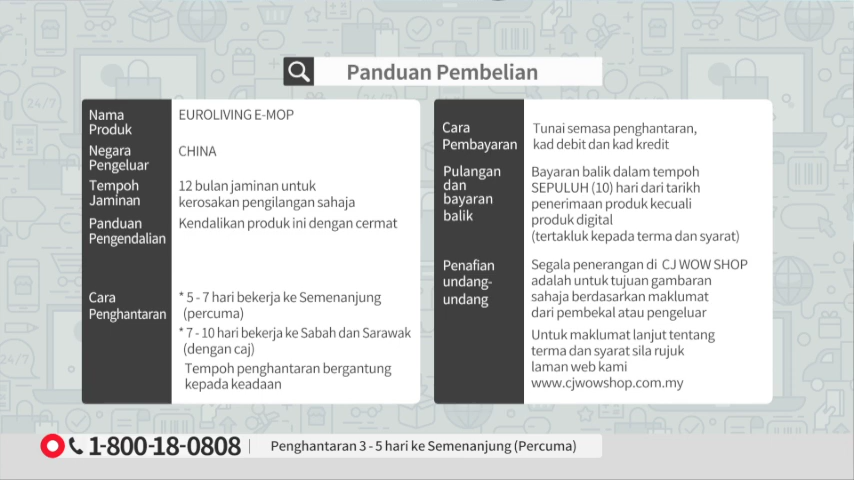 Panduan Pembelian
Nama
Produk
EUROLIVING E-MOP
Negara
Pengeluar
CHINA
Tempoh
Jaminan
12 bulan jaminan untuk
kerosakan pengilangan sahaja
Panduan
Pengendalian
Kendalikan produk ini dengan cermat
Cara
Penghantaran
* 5 - 7 hari bekerja ke Semenanjung
(percuma)
* 7 - 10 hari bekerja ke Sabah dan Sarawak
(dengan caj)
Tempoh penghantaran bergantung
kepada keadaan
Cara
Pembayaran
Tunai semasa penghantaran,
kad debit dan kad kredit
Pulangan
dan
bayaran
balik
Bayaran balik dalam tempoh
SEPULUH (10) hari dari tarikh
penerimaan produk kecuali
produk digital
(tertakluk kepada terma dan syarat)
Penafian
undang-
undang
Segala penerangan di CJ WOW SHOP
adalah untuk tujuan gambaran
sahaja berdasarkan maklumat
dari pembekal atau pengeluar
Untuk maklumat lanjut tentang
terma dan syarat sila rujuk
laman web kami
www.cjwowshop.com.my
1-800-18-0808
Penghantaran 3 - 5 hari ke Semenanjung (Percuma)
24/7
24/7
24/7